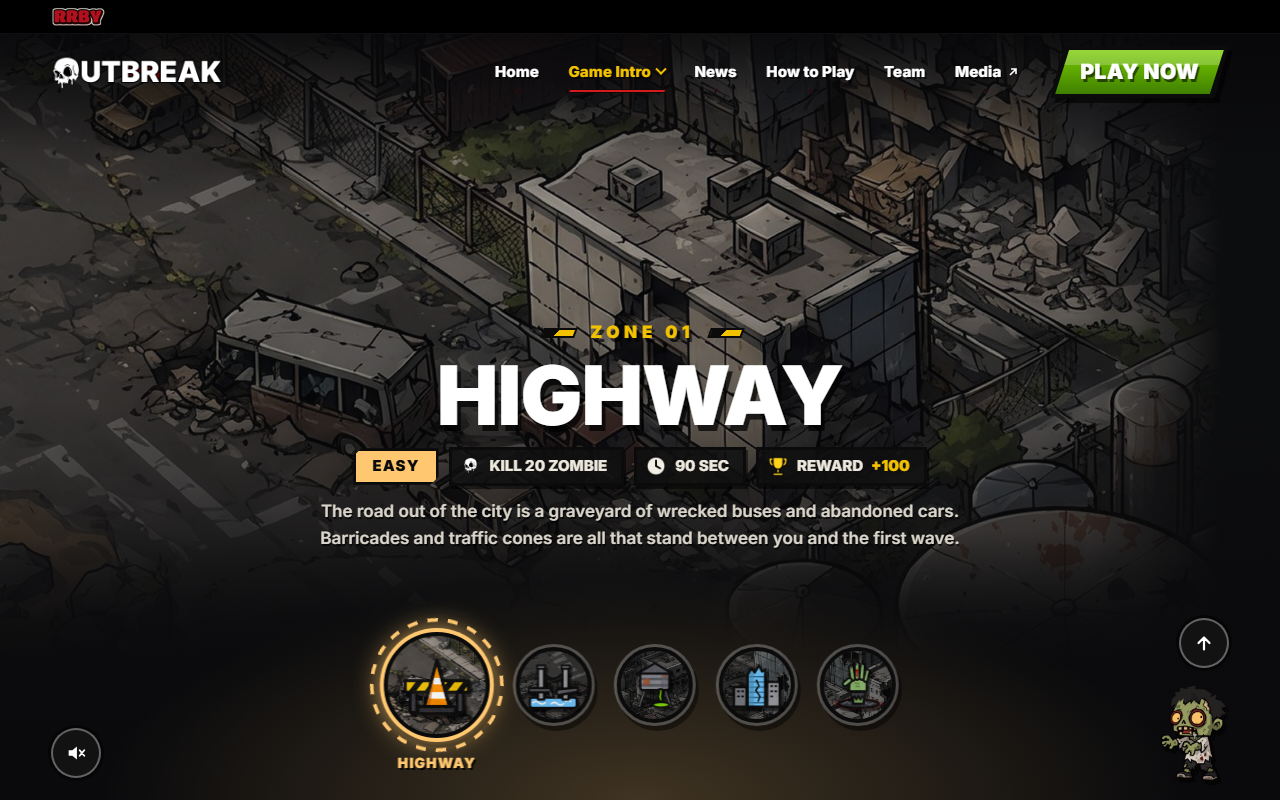 RRBY
OUTBREAK
Home Game Intro News How to Play Team Media PLAY NOW
ZONE 01
HIGHWAY
EASY KILL 20 ZOMBIE 90 SEC REWARD +100
The road out of the city is a graveyard of wrecked buses and abandoned cars.
Barricades and traffic cones are all that stand between you and the first wave.
HIGHWAY